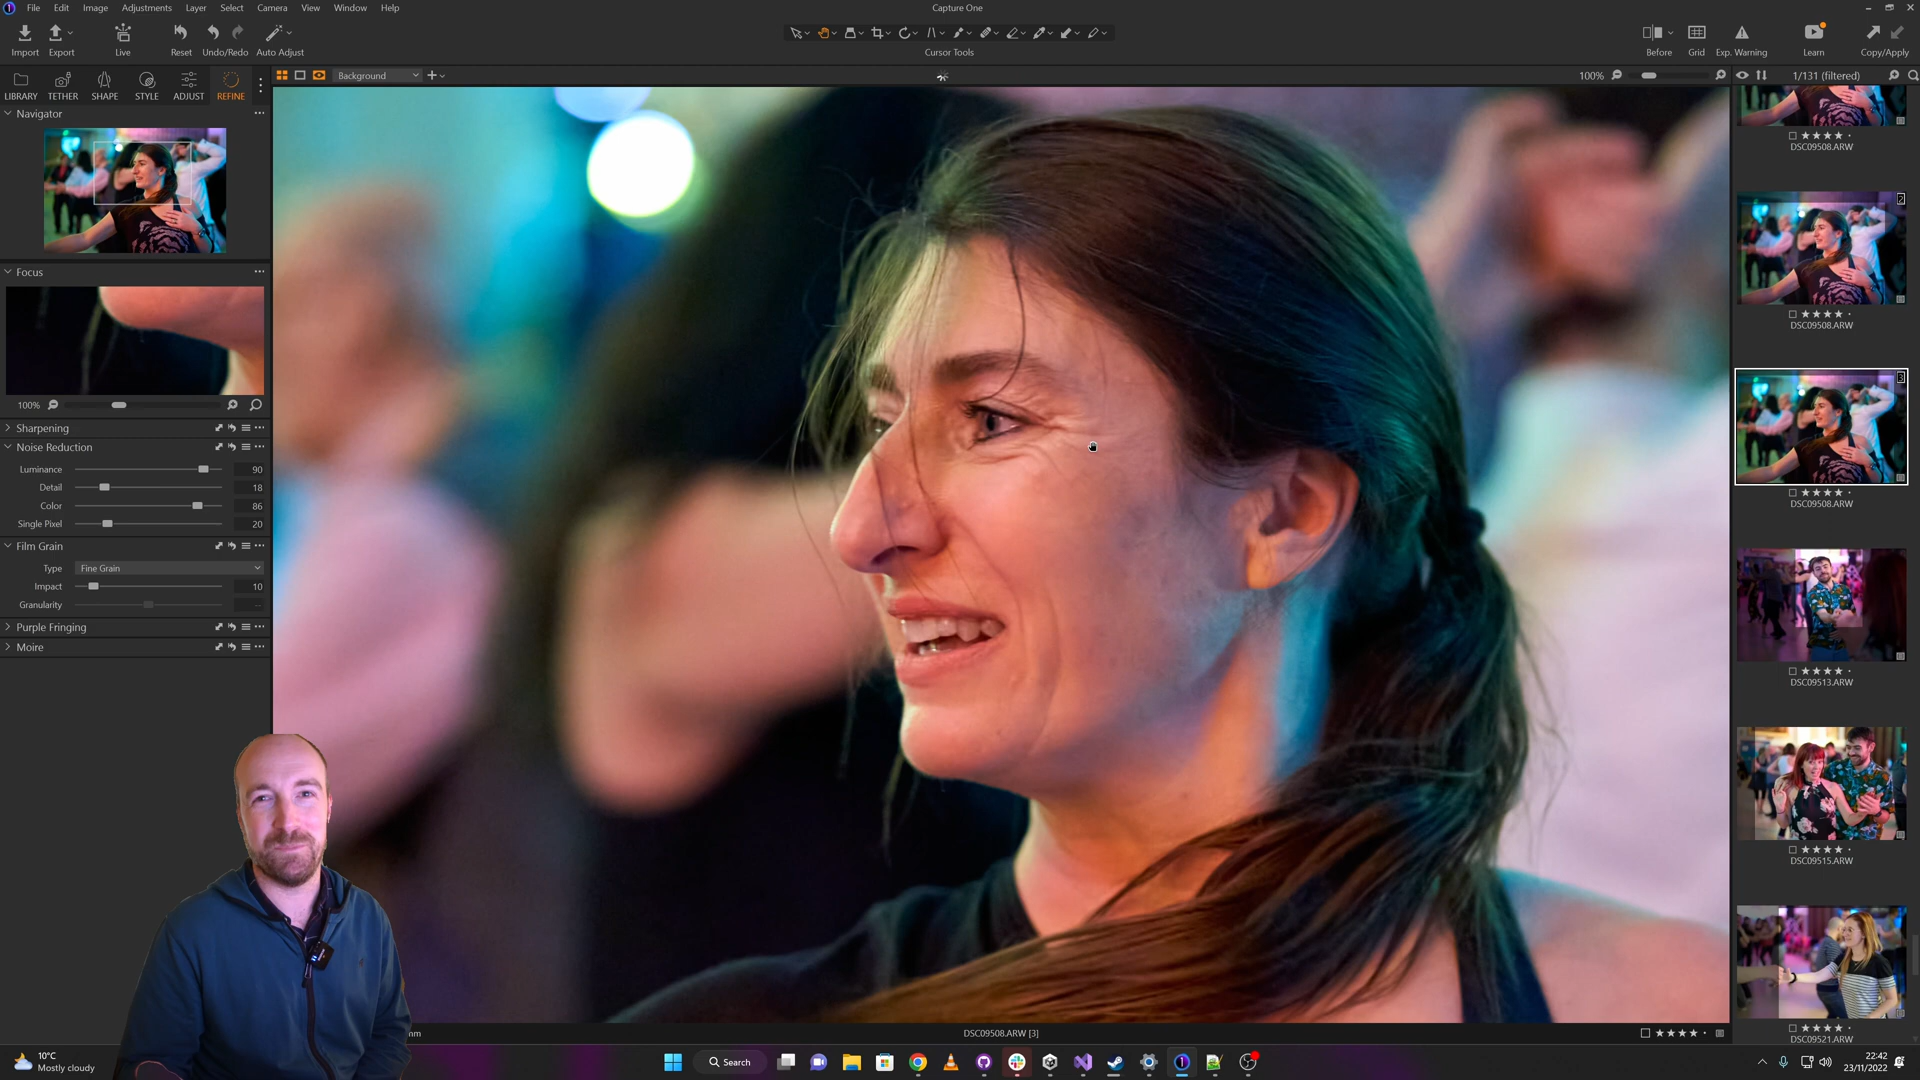 File Edit Image Adjustments Layer Select Camera View Window Help
Capture One
Import Export Live Reset Undo/Redo Auto Adjust
Cursor Tools
Before Grid Exp. Warning Learn Copy/Apply
LIBRARY TETHER SHAPE STYLE ADJUST REFINE
Background
100%
1/131 (filtered)
Navigator
Focus
100%
Sharpening
Noise Reduction
Luminance 90
Detail 18
Color 86
Single Pixel 20
Film Grain
Type Fine Grain
Impact 10
Granularity --
Purple Fringing
Moire
DSC09508.ARW
2
DSC09508.ARW
3
DSC09508.ARW
DSC09513.ARW
DSC09515.ARW
DSC09521.ARW
mm
DSC09508.ARW [3]
10°C
Mostly cloudy
Search
22:42
23/11/2022